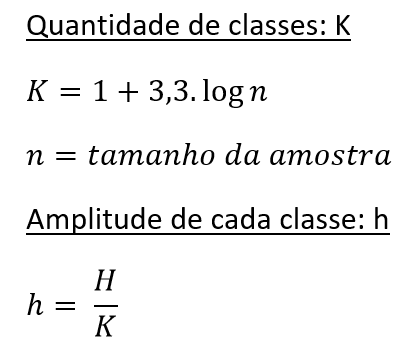 Quantidade de classes: K
K = 1 + 3,3. log n
n = tamanho da amostra
Amplitude de cada classe: h
h = H/K